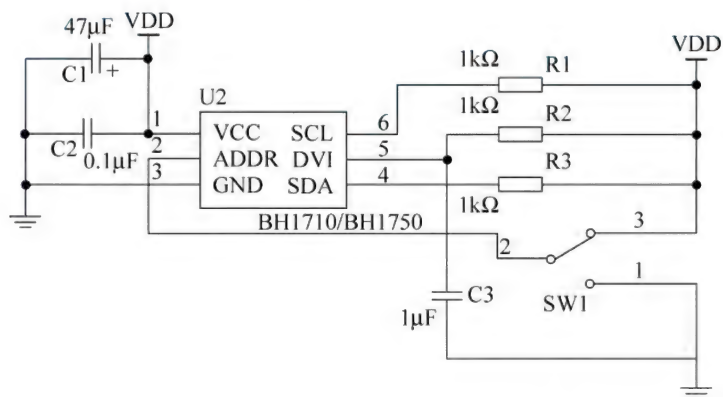 47μF
VDD
VDD
C1
+
1kΩ
R1
U2
1kΩ
R2
1
VCC
SCL
6
C2
2
ADDR
DVI
5
R3
0.1μF
3
GND
SDA
4
1kΩ
BH1710/BH1750
2
3
C3
1
1μF
SW1